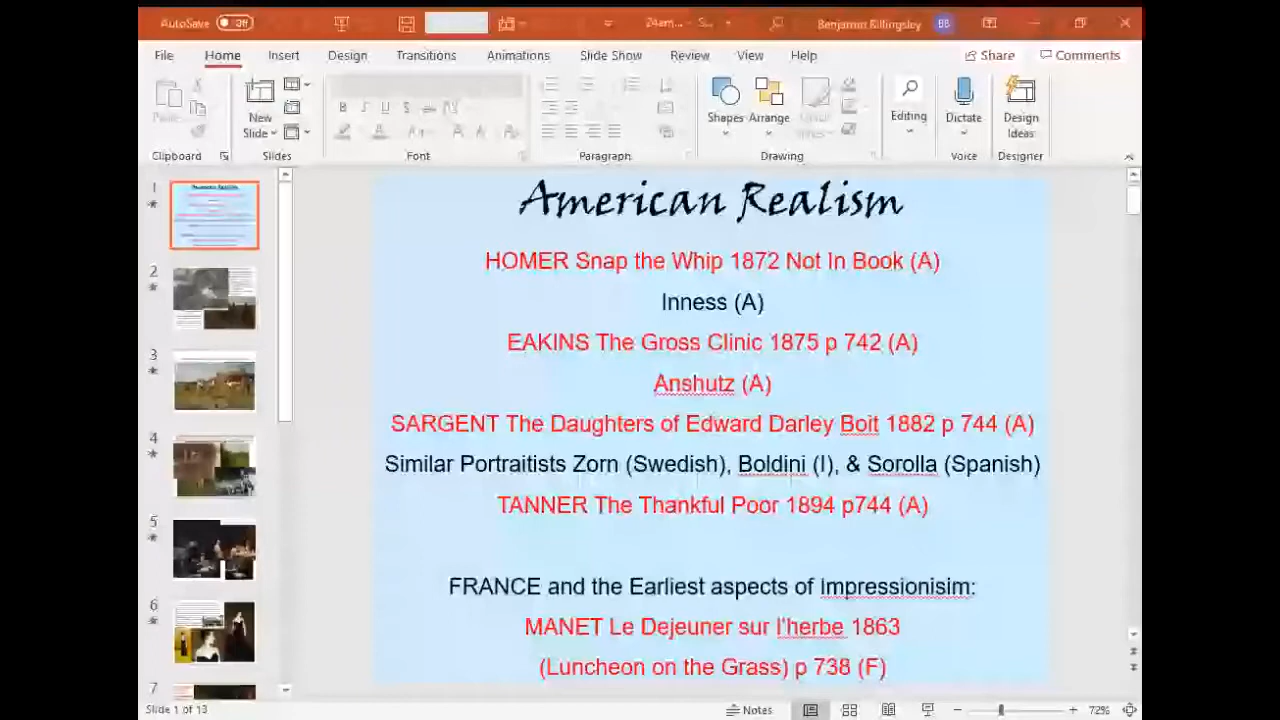 AutoSave Off 24am... - S... Benjamin Killingsley BB
File Home Insert Design Transitions Animations Slide Show Review View Help Share Comments
New
Slide
Shapes
Arrange
Editing
Dictate
Design
Ideas
Clipboard Slides Font Paragraph Drawing Voice Designer
1
2
3
4
5
6
7
American Realism
HOMER Snap the Whip 1872 Not In Book (A)
Inness (A)
EAKINS The Gross Clinic 1875 p 742 (A)
Anshutz (A)
SARGENT The Daughters of Edward Darley Boit 1882 p 744 (A)
Similar Portraitists Zorn (Swedish), Boldini (I), & Sorolla (Spanish)
TANNER The Thankful Poor 1894 p744 (A)
FRANCE and the Earliest aspects of Impressionisim:
MANET Le Dejeuner sur l'herbe 1863
(Luncheon on the Grass) p 738 (F)
Slide 1 of 13 Notes 72%